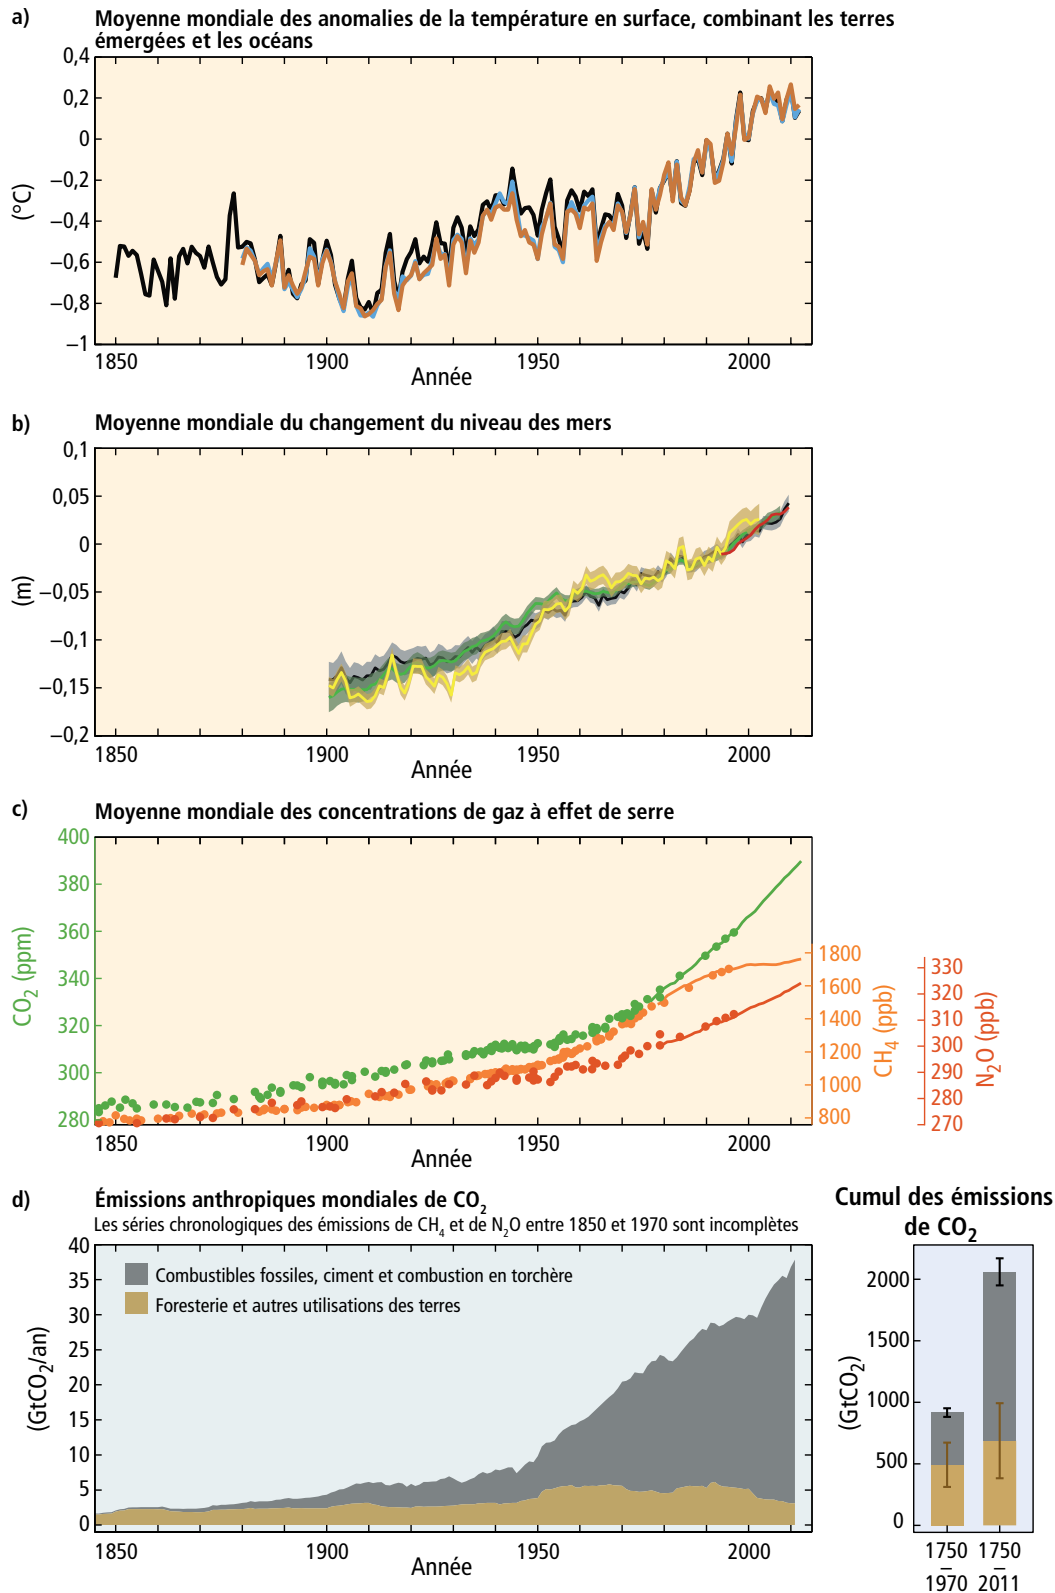 a) Moyenne mondiale des anomalies de la température en surface, combinant les terres
émergées et les océans
0,4
0,2
0
–0,2
–0,4
–0,6
–0,8
–1
(°C)
1850 1900 1950 2000
Année
b) Moyenne mondiale du changement du niveau des mers
0,1
0,05
0
–0,05
–0,1
–0,15
–0,2
(m)
1850 1900 1950 2000
Année
c) Moyenne mondiale des concentrations de gaz à effet de serre
400
380
360
340
320
300
280
CO2 (ppm)
1800
1600
1400
1200
1000
800
CH4 (ppb)
330
320
310
300
290
280
270
N2O (ppb)
1850 1900 1950 2000
Année
d) Émissions anthropiques mondiales de CO2
Les séries chronologiques des émissions de CH4 et de N2O entre 1850 et 1970 sont incomplètes
40
35
30
25
20
15
10
5
0
(GtCO2/an)
Combustibles fossiles, ciment et combustion en torchère
Foresterie et autres utilisations des terres
1850 1900 1950 2000
Année
Cumul des émissions
de CO2
2000
1500
1000
500
0
(GtCO2)
1750 1750
– –
1970 2011